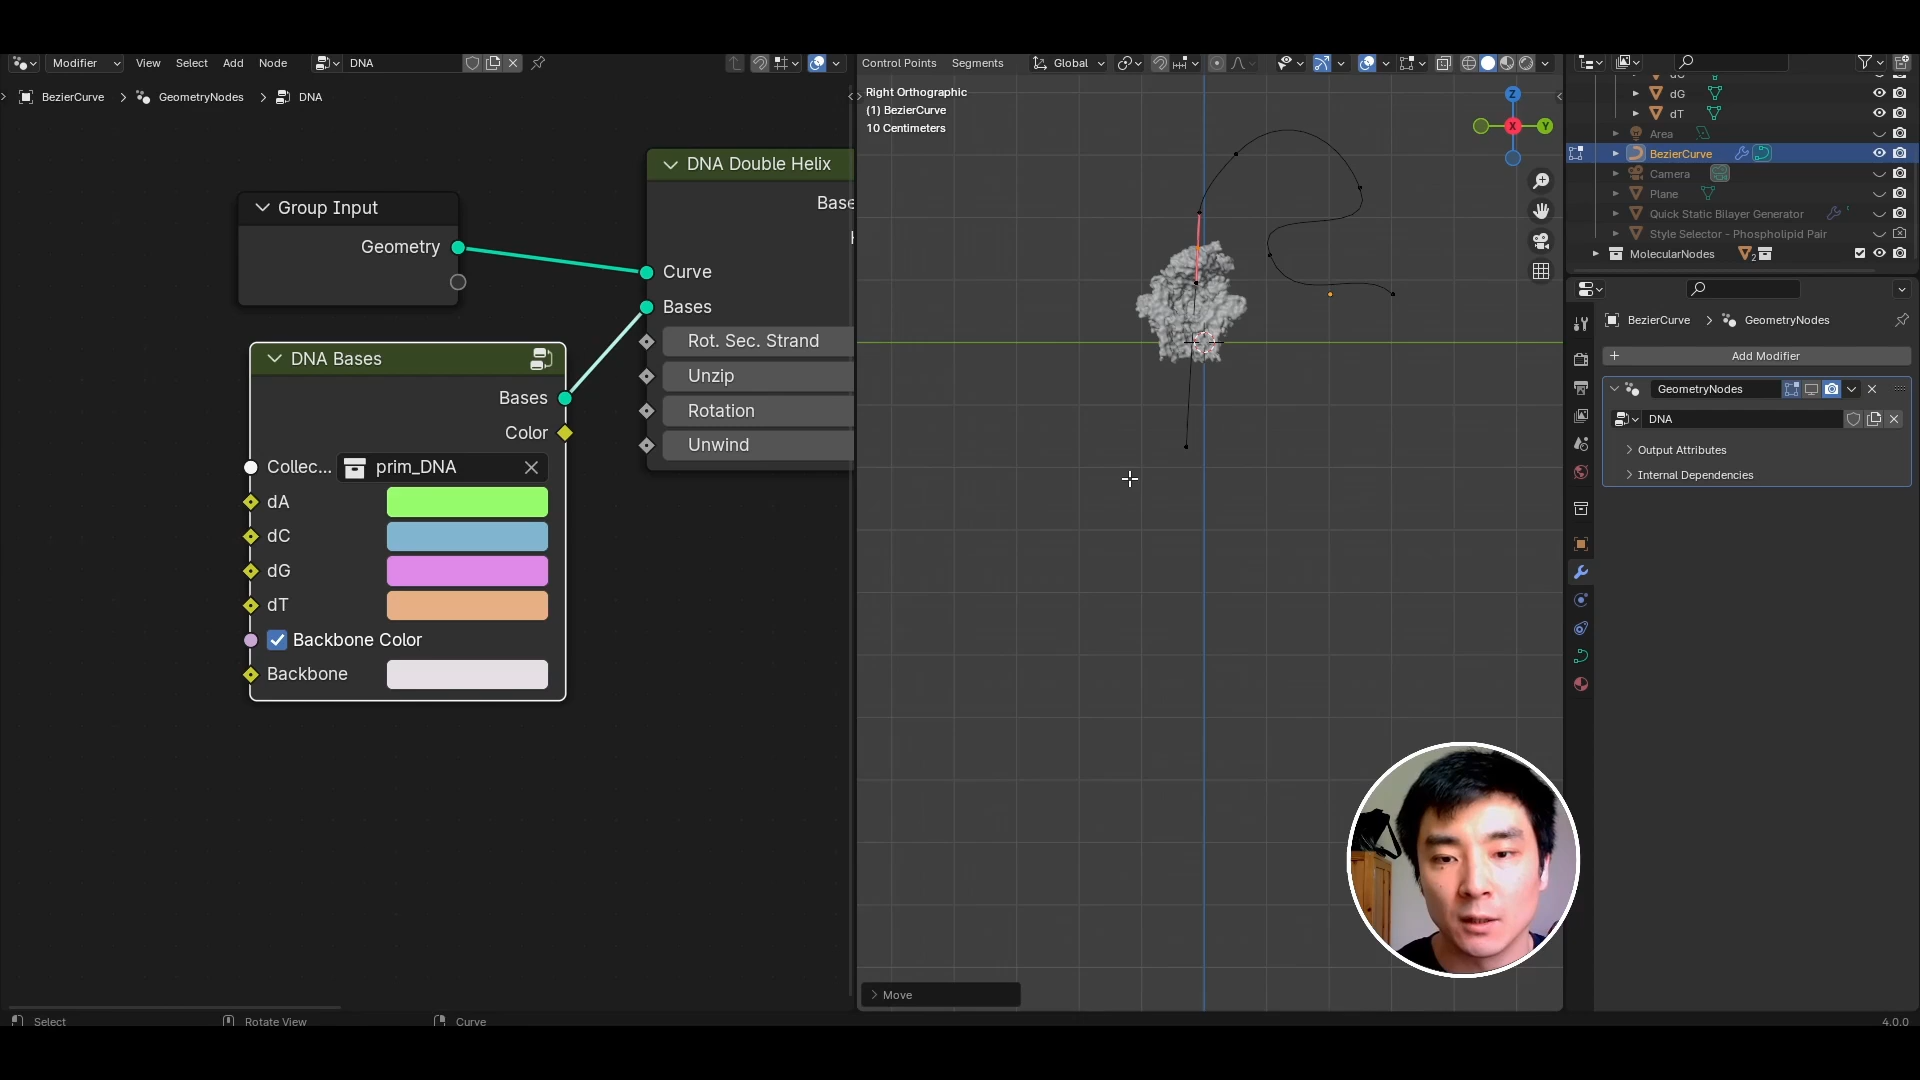 Modifier View Select Add Node DNA
BezierCurve GeometryNodes DNA
Group Input
Geometry
DNA Double Helix
Base
Curve
Bases
Rot. Sec. Strand
Unzip
Rotation
Unwind
DNA Bases
Bases
Color
Collec... prim_DNA
dA
dC
dG
dT
Backbone Color
Backbone
Control Points Segments Global
Right Orthographic
(1) BezierCurve
10 Centimeters
Z
X
Y
Move
dG
dT
Area
BezierCurve
Camera
Plane
Quick Static Bilayer Generator
Style Selector - Phospholipid Pair
MolecularNodes 2
BezierCurve GeometryNodes
Add Modifier
GeometryNodes
DNA
Output Attributes
Internal Dependencies
Select Rotate View Curve 4.0.0